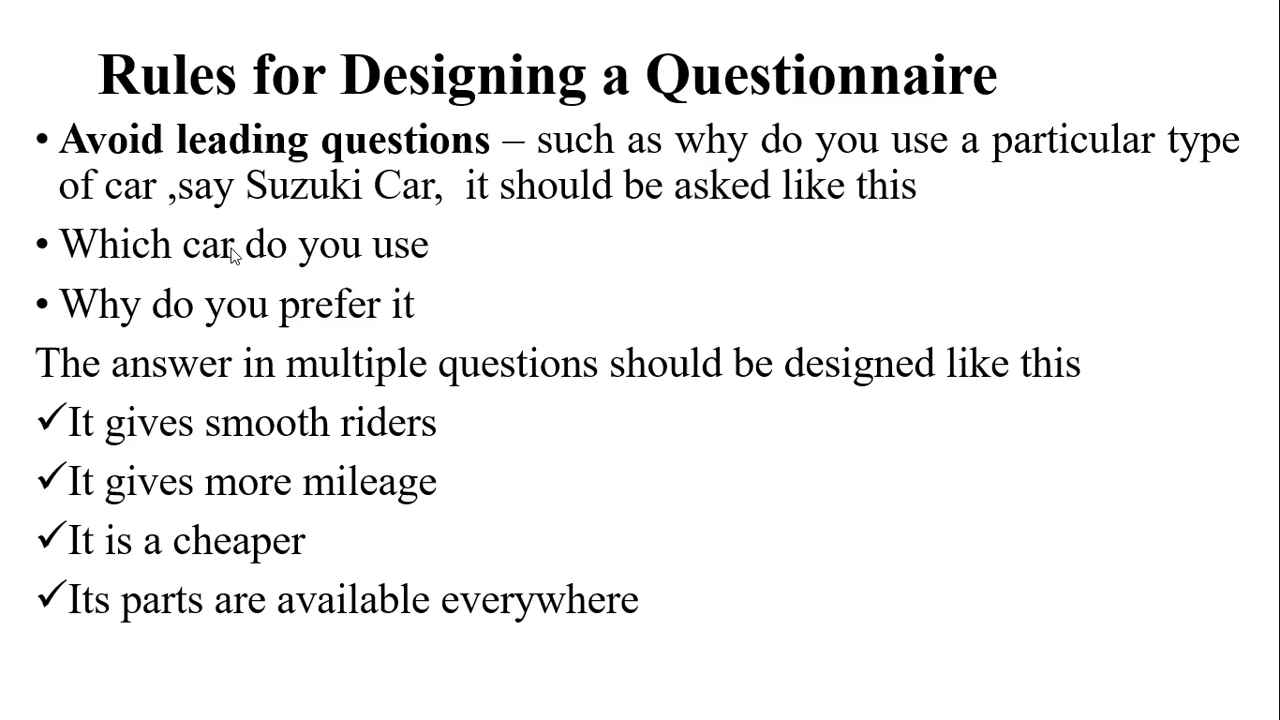 Rules for Designing a Questionnaire
• Avoid leading questions – such as why do you use a particular type
of car ,say Suzuki Car, it should be asked like this
• Which car do you use
• Why do you prefer it
The answer in multiple questions should be designed like this
✓It gives smooth riders
✓It gives more mileage
✓It is a cheaper
✓Its parts are available everywhere